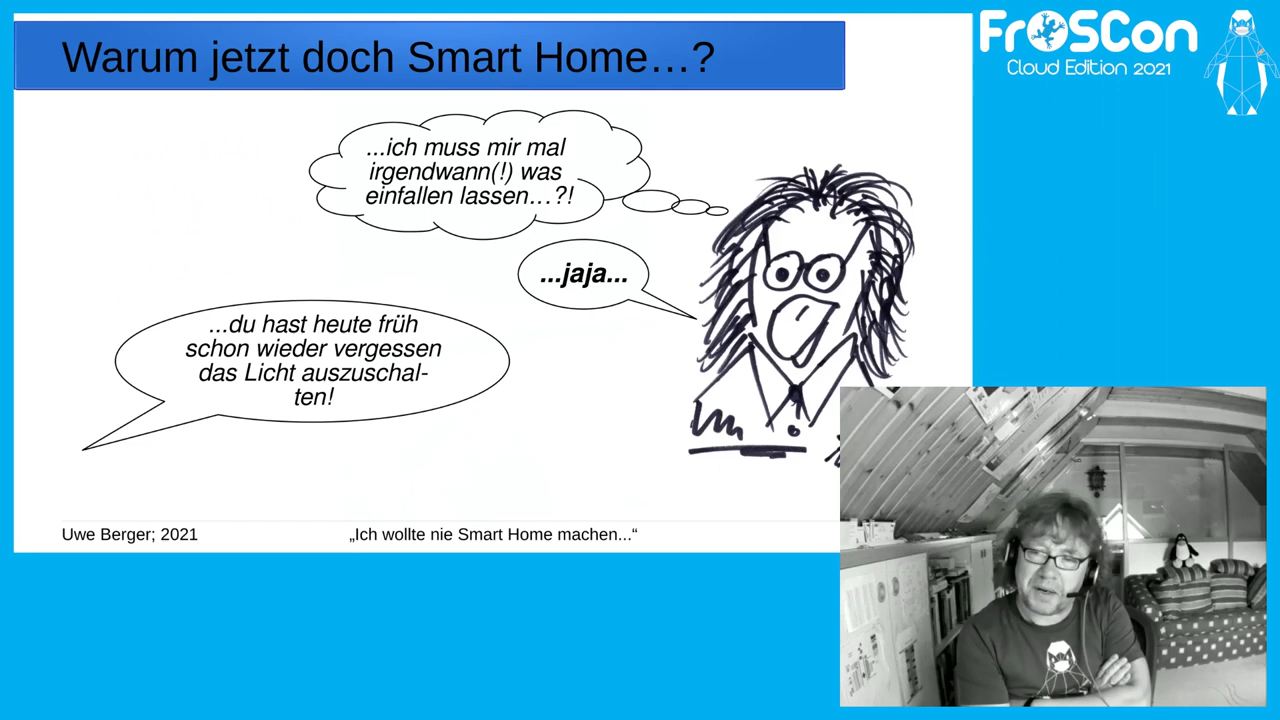 Warum jetzt doch Smart Home…?
FrOSCon
Cloud Edition 2021
...ich muss mir mal
irgendwann(!) was
einfallen lassen…?!
...jaja...
...du hast heute früh
schon wieder vergessen
das Licht auszuschal-
ten!
Uwe Berger; 2021
„Ich wollte nie Smart Home machen...“